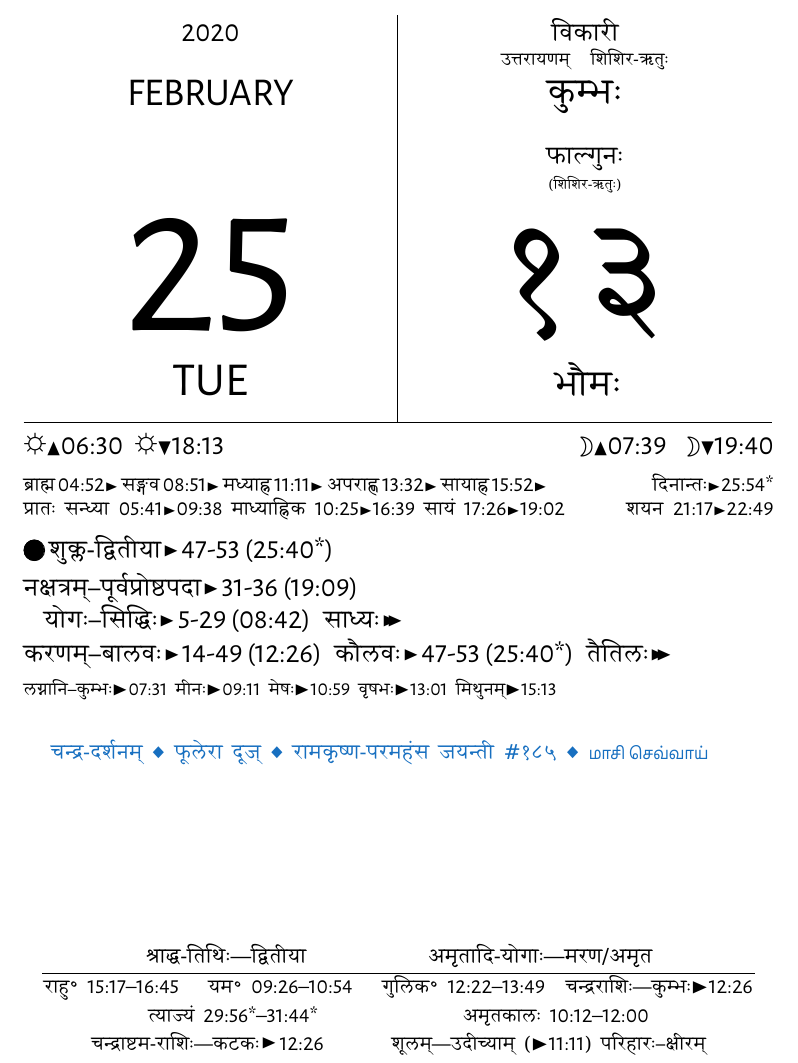 2020
FEBRUARY
25
TUE
विकारी
उत्तरायणम् शिशिर-ऋतुः
कुम्भः
फाल्गुनः
(शिशिर-ऋतुः)
१३
भौमः
☼▲06:30 ☼▼18:13 ☽▲07:39 ☽▼19:40
ब्राह्म 04:52► सङ्गव 08:51► मध्याह्न 11:11► अपराह्ण 13:32► सायाह्न 15:52► दिनान्तः►25:54*
प्रातः सन्ध्या 05:41►09:38 माध्याह्निक 10:25►16:39 सायं 17:26►19:02 शयन 21:17►22:49
●शुक्ल-द्वितीया►47-53 (25:40*)
नक्षत्रम्–पूर्वप्रोष्ठपदा►31-36 (19:09)
योगः–सिद्धिः►5-29 (08:42) साध्यः►►
करणम्–बालवः►14-49 (12:26) कौलवः►47-53 (25:40*) तैतिलः►►
लग्नानि–कुम्भः►07:31 मीनः►09:11 मेषः►10:59 वृषभः►13:01 मिथुनम्►15:13
चन्द्र-दर्शनम् ◆ फूलेरा दूज् ◆ रामकृष्ण-परमहंस जयन्ती #१८५ ◆ மாசி செவ்வாய்
श्राद्ध-तिथिः—द्वितीया अमृतादि-योगाः—मरण/अमृत
राहु° 15:17–16:45 यम° 09:26–10:54 गुलिक° 12:22–13:49 चन्द्रराशिः—कुम्भः►12:26
त्याज्यं 29:56*–31:44* अमृतकालः 10:12–12:00
चन्द्राष्टम-राशिः—कटकः►12:26 शूलम्—उदीच्याम् (►11:11) परिहारः–क्षीरम्